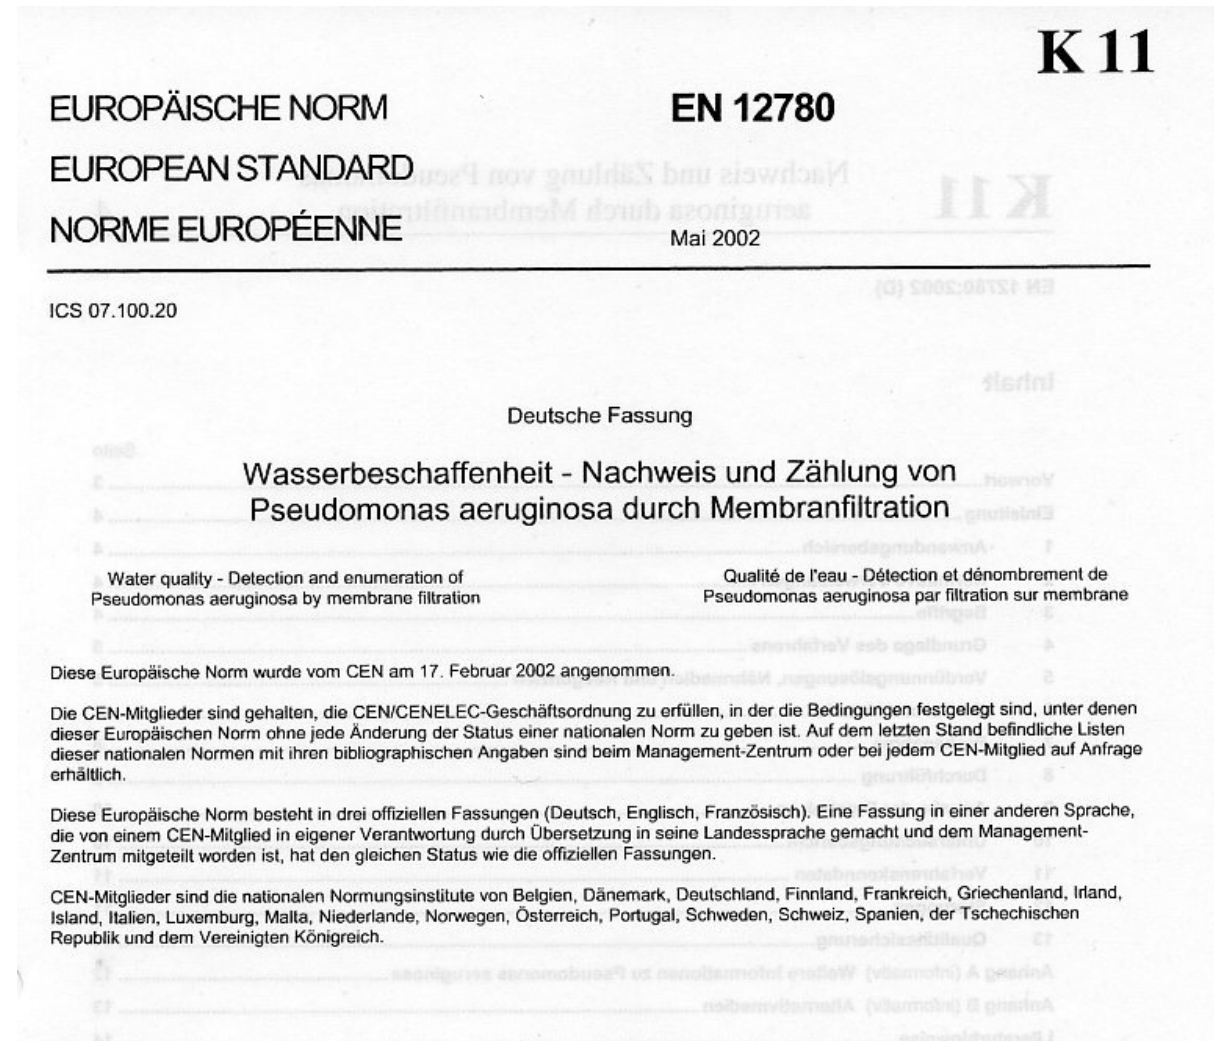 K 11
EUROPÄISCHE NORM
EN 12780
EUROPEAN STANDARD
NORME EUROPÉENNE
Mai 2002
ICS 07.100.20
Deutsche Fassung
Wasserbeschaffenheit - Nachweis und Zählung von
Pseudomonas aeruginosa durch Membranfiltration
Water quality - Detection and enumeration of
Pseudomonas aeruginosa by membrane filtration
Qualité de l'eau - Détection et dénombrement de
Pseudomonas aeruginosa par filtration sur membrane
Diese Europäische Norm wurde vom CEN am 17. Februar 2002 angenommen.
Die CEN-Mitglieder sind gehalten, die CEN/CENELEC-Geschäftsordnung zu erfüllen, in der die Bedingungen festgelegt sind, unter denen
dieser Europäischen Norm ohne jede Änderung der Status einer nationalen Norm zu geben ist. Auf dem letzten Stand befindliche Listen
dieser nationalen Normen mit ihren bibliographischen Angaben sind beim Management-Zentrum oder bei jedem CEN-Mitglied auf Anfrage
erhältlich.
Diese Europäische Norm besteht in drei offiziellen Fassungen (Deutsch, Englisch, Französisch). Eine Fassung in einer anderen Sprache,
die von einem CEN-Mitglied in eigener Verantwortung durch Übersetzung in seine Landessprache gemacht und dem Management-
Zentrum mitgeteilt worden ist, hat den gleichen Status wie die offiziellen Fassungen.
CEN-Mitglieder sind die nationalen Normungsinstitute von Belgien, Dänemark, Deutschland, Finnland, Frankreich, Griechenland, Irland,
Island, Italien, Luxemburg, Malta, Niederlande, Norwegen, Österreich, Portugal, Schweden, Schweiz, Spanien, der Tschechischen
Republik und dem Vereinigten Königreich.